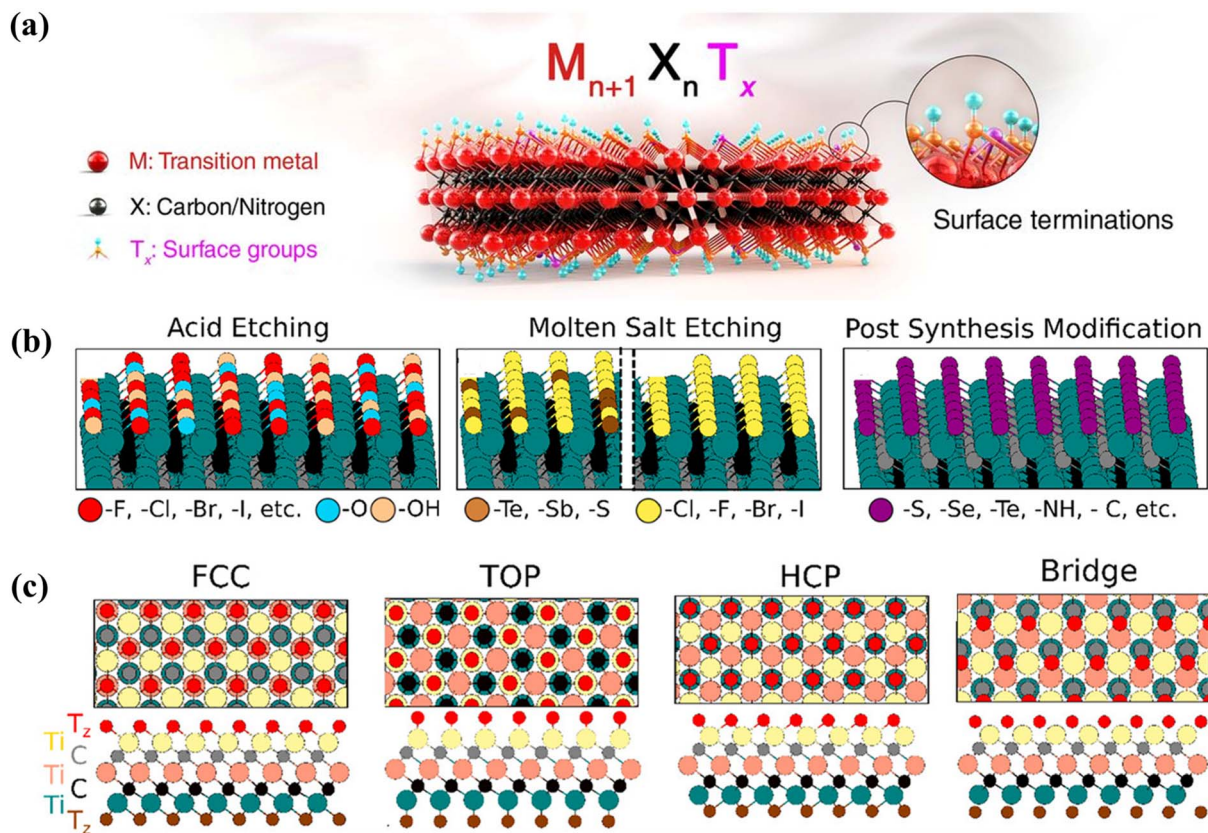 (a)
Mn+1 Xn Tx
M: Transition metal
X: Carbon/Nitrogen
Tx: Surface groups
Surface terminations
(b)
Acid Etching
Molten Salt Etching
Post Synthesis Modification
-F, -Cl, -Br, -I, etc.
-O
-OH
-Te, -Sb, -S
-Cl, -F, -Br, -I
-S, -Se, -Te, -NH, - C, etc.
(c)
FCC
TOP
HCP
Bridge
Tz
Ti
C
Ti
C
Ti
Tz